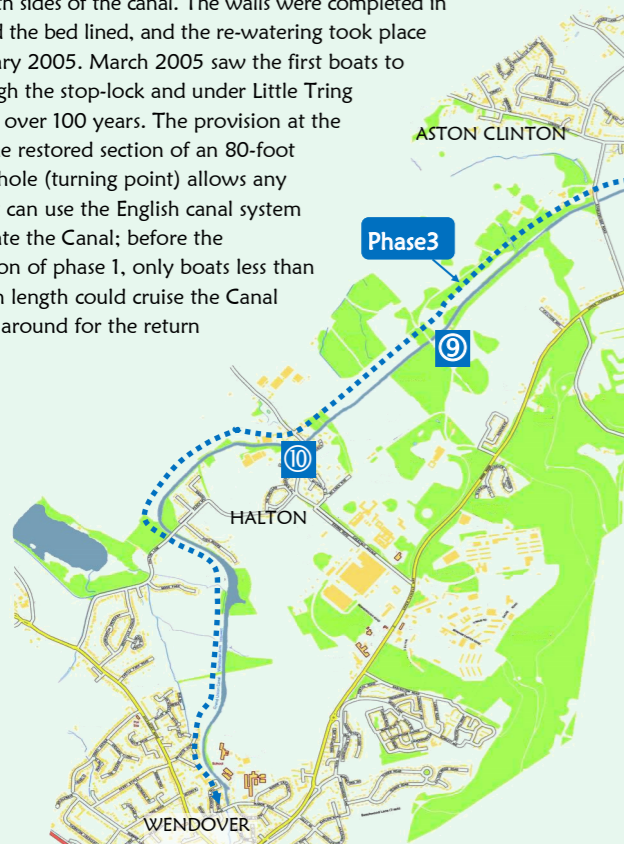 th sides of the canal. The walls were completed in
d the bed lined, and the re-watering took place
ary 2005. March 2005 saw the first boats to
gh the stop-lock and under Little Tring
over 100 years. The provision at the
e restored section of an 80-foot
hole (turning point) allows any
can use the English canal system
ate the Canal; before the
on of phase 1, only boats less than
n length could cruise the Canal
around for the return
ASTON CLINTON
Phase3
9
10
HALTON
WENDOVER